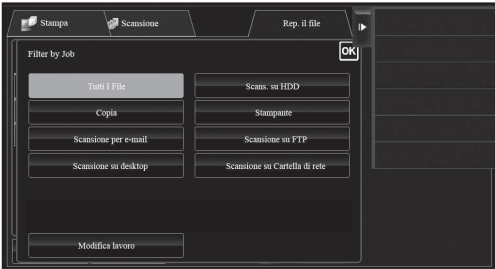 Stampa Scansione Rep. il file
Filter by Job OK
Tutti I File Scans. su HDD
Copia Stampante
Scansione per e-mail Scansione su FTP
Scansione su desktop Scansione su Cartella di rete
Modifica lavoro